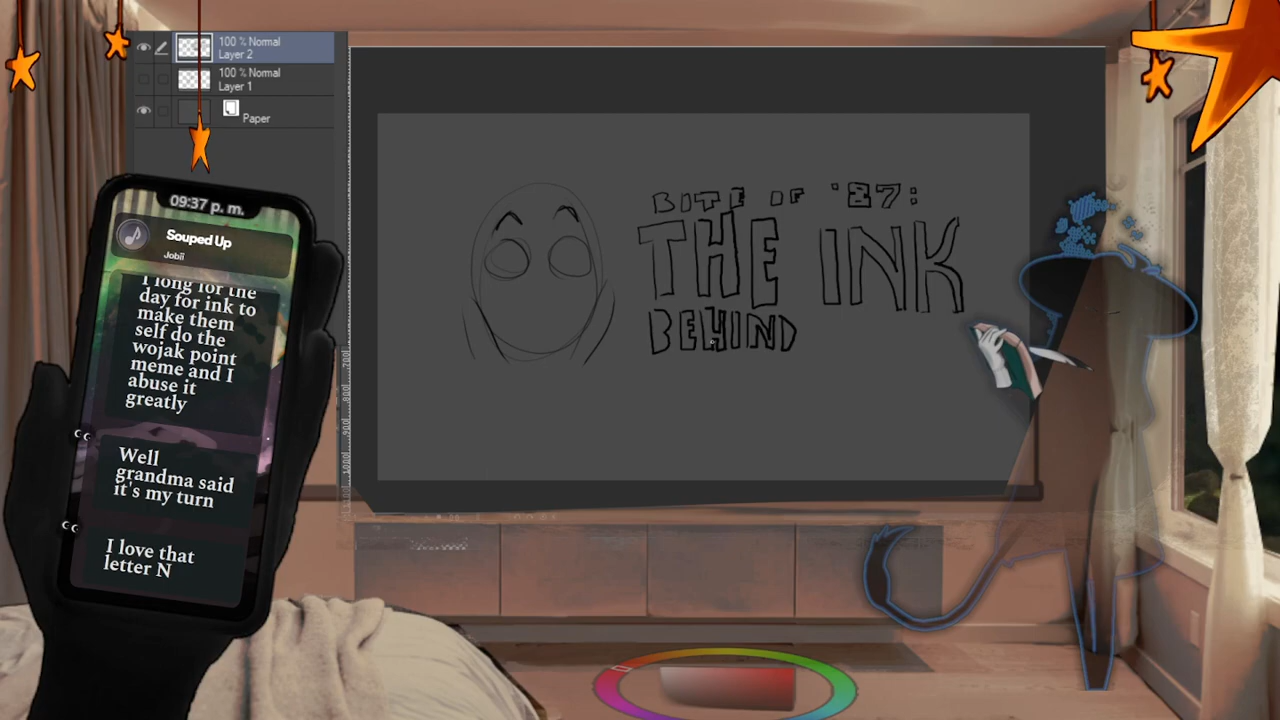 100 % Normal
Layer 2
100 % Normal
Layer 1
Paper
09:37 p. m.
Souped Up
Jabii
I long for the
day for ink to
make them
self do the
wojak point
meme and I
abuse it
greatly
Well
grandma said
it's my turn
I love that
letter N
BITE OF '87:
THE INK
BEHIND